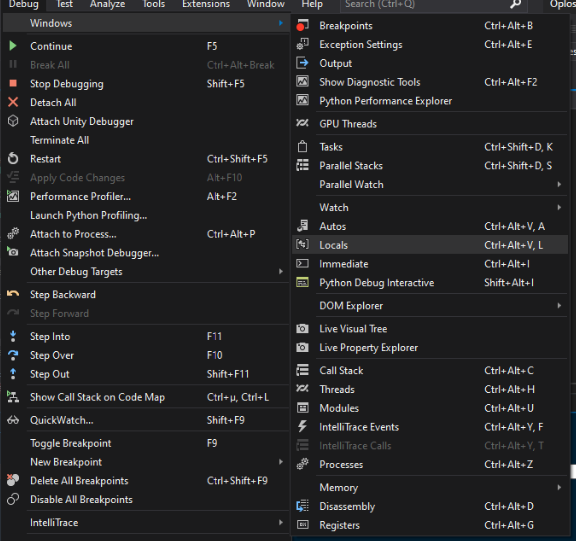 Debug Test Analyze Tools Extensions Window Help Search (Ctrl+Q)
Windows
Continue F5
Break All Ctrl+Alt+Break
Stop Debugging Shift+F5
Detach All
Attach Unity Debugger
Terminate All
Restart Ctrl+Shift+F5
Apply Code Changes Alt+F10
Performance Profiler... Alt+F2
Launch Python Profiling...
Attach to Process... Ctrl+Alt+P
Attach Snapshot Debugger...
Other Debug Targets
Step Backward
Step Forward
Step Into F11
Step Over F10
Step Out Shift+F11
Show Call Stack on Code Map Ctrl+µ, Ctrl+L
QuickWatch... Shift+F9
Toggle Breakpoint F9
New Breakpoint
Delete All Breakpoints Ctrl+Shift+F9
Disable All Breakpoints
IntelliTrace
Breakpoints Ctrl+Alt+B
Exception Settings Ctrl+Alt+E
Output
Show Diagnostic Tools Ctrl+Alt+F2
Python Performance Explorer
GPU Threads
Tasks Ctrl+Shift+D, K
Parallel Stacks Ctrl+Shift+D, S
Parallel Watch
Watch
Autos Ctrl+Alt+V, A
Locals Ctrl+Alt+V, L
Immediate Ctrl+Alt+I
Python Debug Interactive Shift+Alt+I
DOM Explorer
Live Visual Tree
Live Property Explorer
Call Stack Ctrl+Alt+C
Threads Ctrl+Alt+H
Modules Ctrl+Alt+U
IntelliTrace Events Ctrl+Alt+Y, F
IntelliTrace Calls Ctrl+Alt+Y, T
Processes Ctrl+Alt+Z
Memory
Disassembly Ctrl+Alt+D
Registers Ctrl+Alt+G